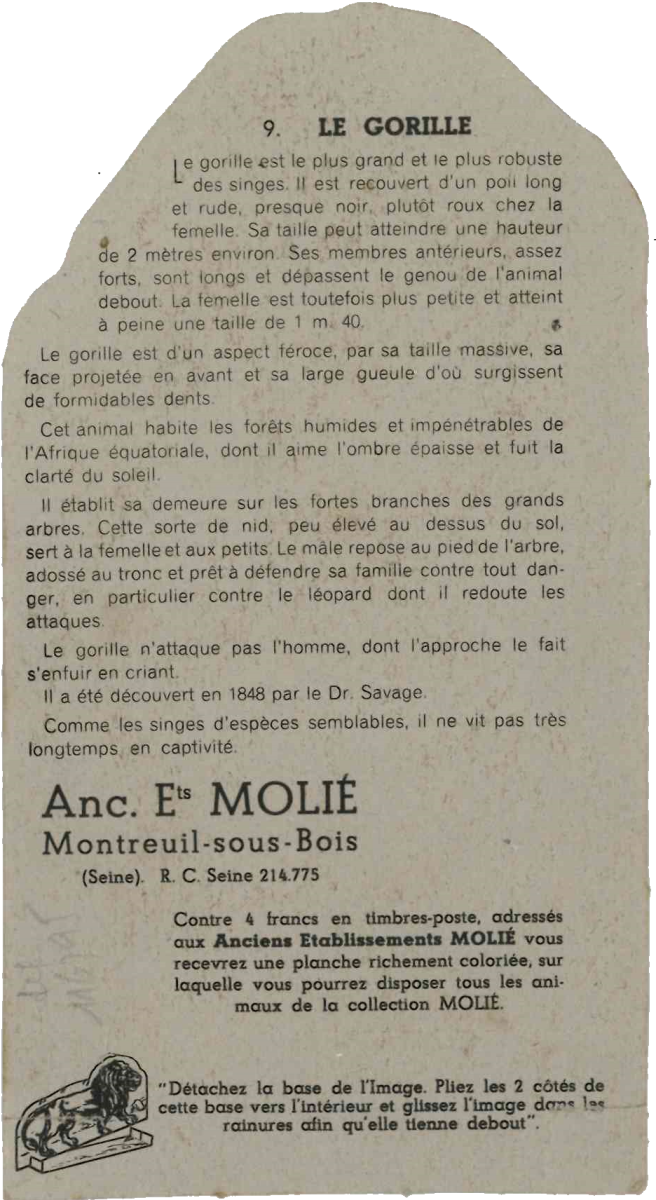 9. LE GORILLE
Le gorille est le plus grand et le plus robuste
des singes. Il est recouvert d'un poil long
et rude, presque noir, plutôt roux chez la
femelle. Sa taille peut atteindre une hauteur
de 2 mètres environ. Ses membres antérieurs, assez
forts, sont longs et dépassent le genou de l'animal
debout. La femelle est toutefois plus petite et atteint
à peine une taille de 1 m. 40.
Le gorille est d'un aspect féroce, par sa taille massive, sa
face projetée en avant et sa large gueule d'où surgissent
de formidables dents.
Cet animal habite les forêts humides et impénétrables de
l'Afrique équatoriale, dont il aime l'ombre épaisse et fuit la
clarté du soleil.
Il établit sa demeure sur les fortes branches des grands
arbres. Cette sorte de nid, peu élevé au dessus du sol,
sert à la femelle et aux petits. Le mâle repose au pied de l'arbre,
adossé au tronc et prêt à défendre sa famille contre tout dan-
ger, en particulier contre le léopard dont il redoute les
attaques.
Le gorille n'attaque pas l'homme, dont l'approche le fait
s'enfuir en criant.
Il a été découvert en 1848 par le Dr. Savage.
Comme les singes d'espèces semblables, il ne vit pas très
longtemps en captivité.
Anc. Ets MOLIÉ
Montreuil-sous-Bois
(Seine). R. C. Seine 214.775
Contre 4 francs en timbres-poste, adressés
aux Anciens Etablissements MOLIÉ vous
recevrez une planche richement coloriée, sur
laquelle vous pourrez disposer tous les ani-
maux de la collection MOLIÉ.
"Détachez la base de l'Image. Pliez les 2 côtés de
cette base vers l'intérieur et glissez l'image dans les
rainures afin qu'elle tienne debout".